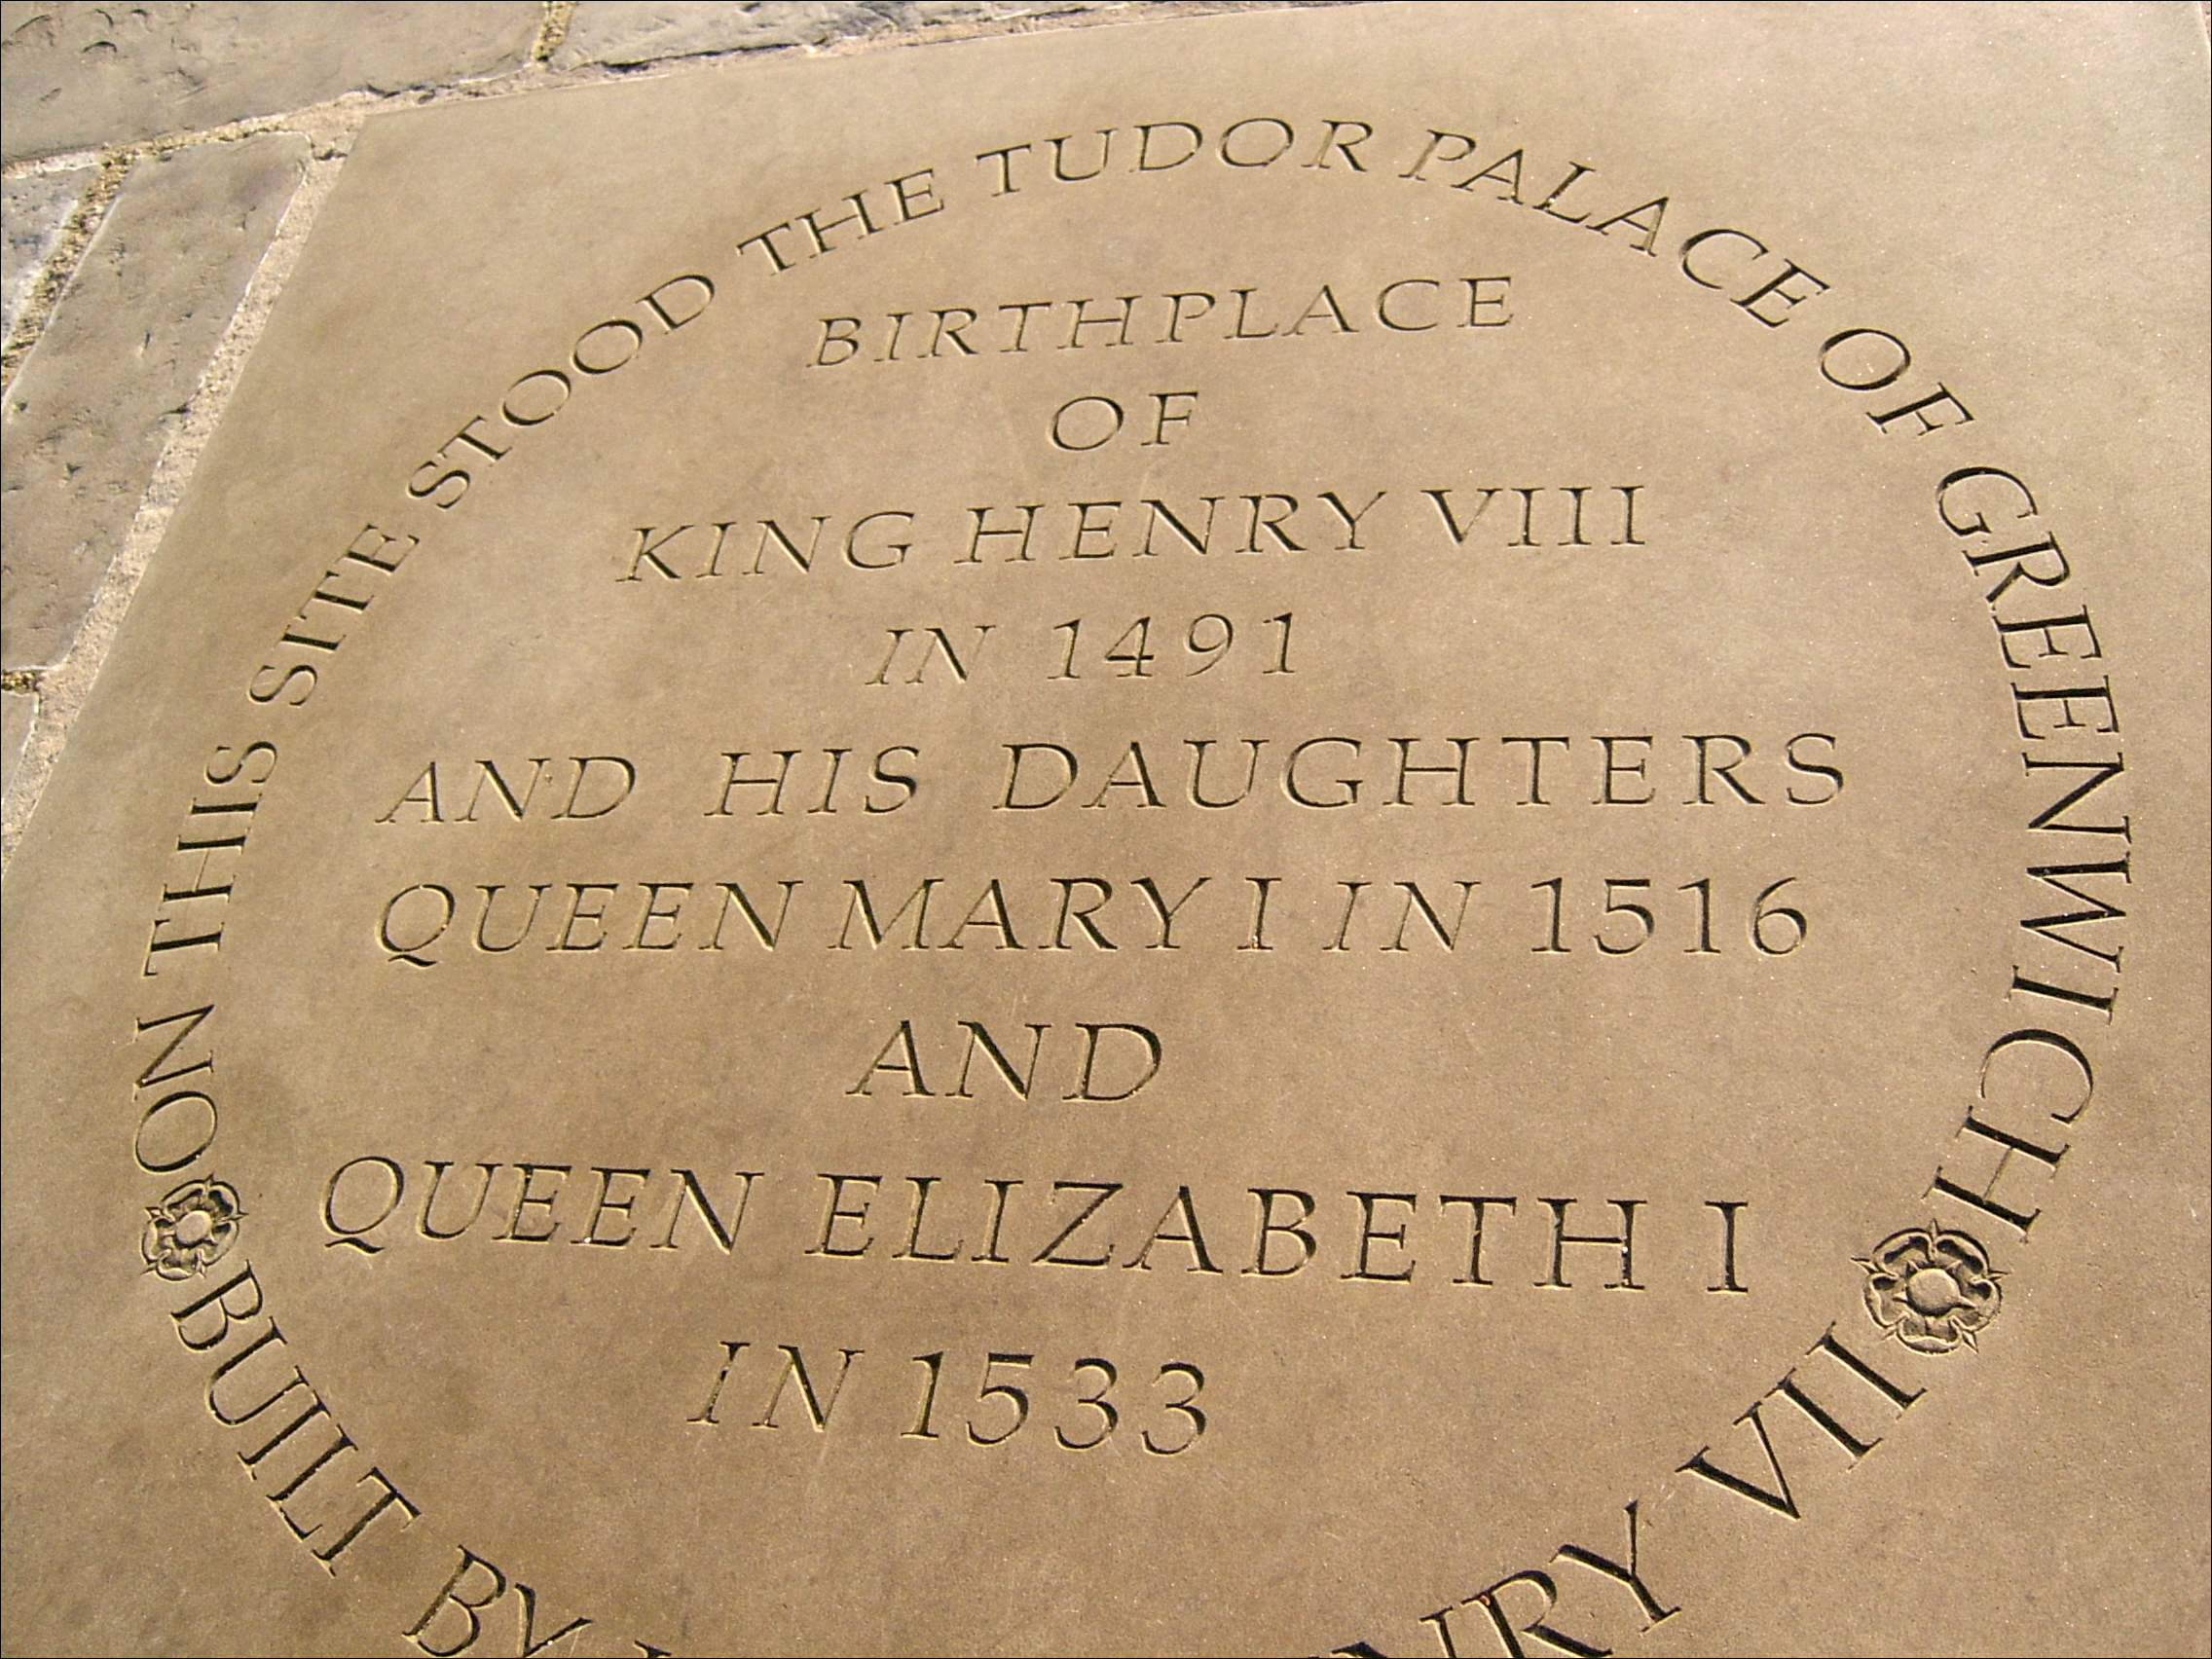 ON THIS SITE STOOD THE TUDOR PALACE OF GREENWICH
BIRTHPLACE
OF
KING HENRY VIII
IN 1491
AND HIS DAUGHTERS
QUEEN MARY I IN 1516
AND
QUEEN ELIZABETH I
IN 1533
BUILT BY NRY VII